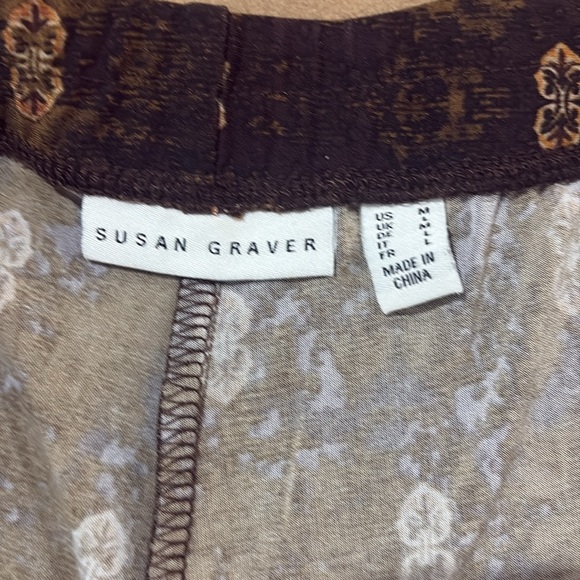 SUSAN GRAVER
US M
UK M
DE L
IT L
FR L
MADE IN
CHINA